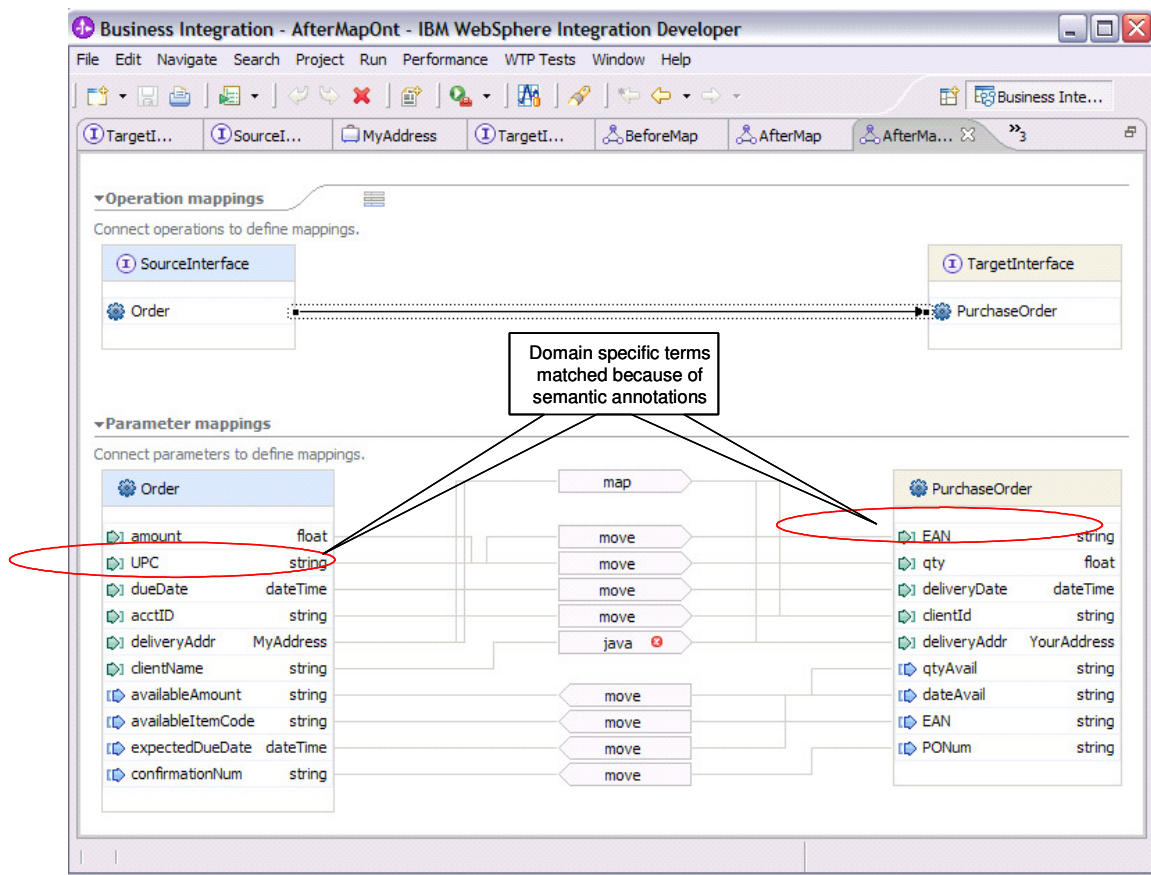 Business Integration - AfterMapOnt - IBM WebSphere Integration Developer
File Edit Navigate Search Project Run Performance WTP Tests Window Help
Business Inte...
TargetI... SourceI... MyAddress TargetI... BeforeMap AfterMap AfterMa... »3
Operation mappings
Connect operations to define mappings.
SourceInterface TargetInterface
Order PurchaseOrder
Domain specific terms
matched because of
semantic annotations
Parameter mappings
Connect parameters to define mappings.
Order map PurchaseOrder
amount float move EAN string
UPC string move qty float
dueDate dateTime move deliveryDate dateTime
acctID string move clientId string
deliveryAddr MyAddress java deliveryAddr YourAddress
clientName string qtyAvail string
availableAmount string move dateAvail string
availableItemCode string move EAN string
expectedDueDate dateTime move PONum string
confirmationNum string move